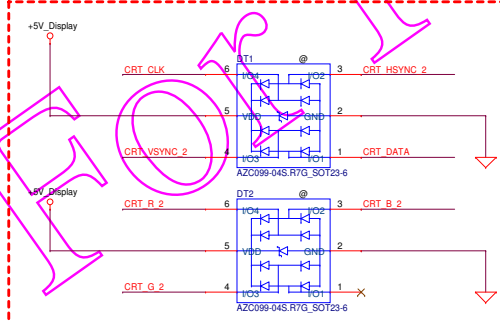 +5V_Display
DT1 @
CRT_CLK 6 I/O4 I/O2 3 CRT_HSYNC_2
5 VDD GND 2
CRT_VSYNC_2 4 I/O3 I/O1 1 CRT_DATA
AZC099-04S.R7G_SOT23-6
+5V_Display
DT2 @
CRT_R_2 6 I/O4 I/O2 3 CRT_B_2
5 VDD GND 2
CRT_G_2 4 I/O3 I/O1 1
AZC099-04S.R7G_SOT23-6